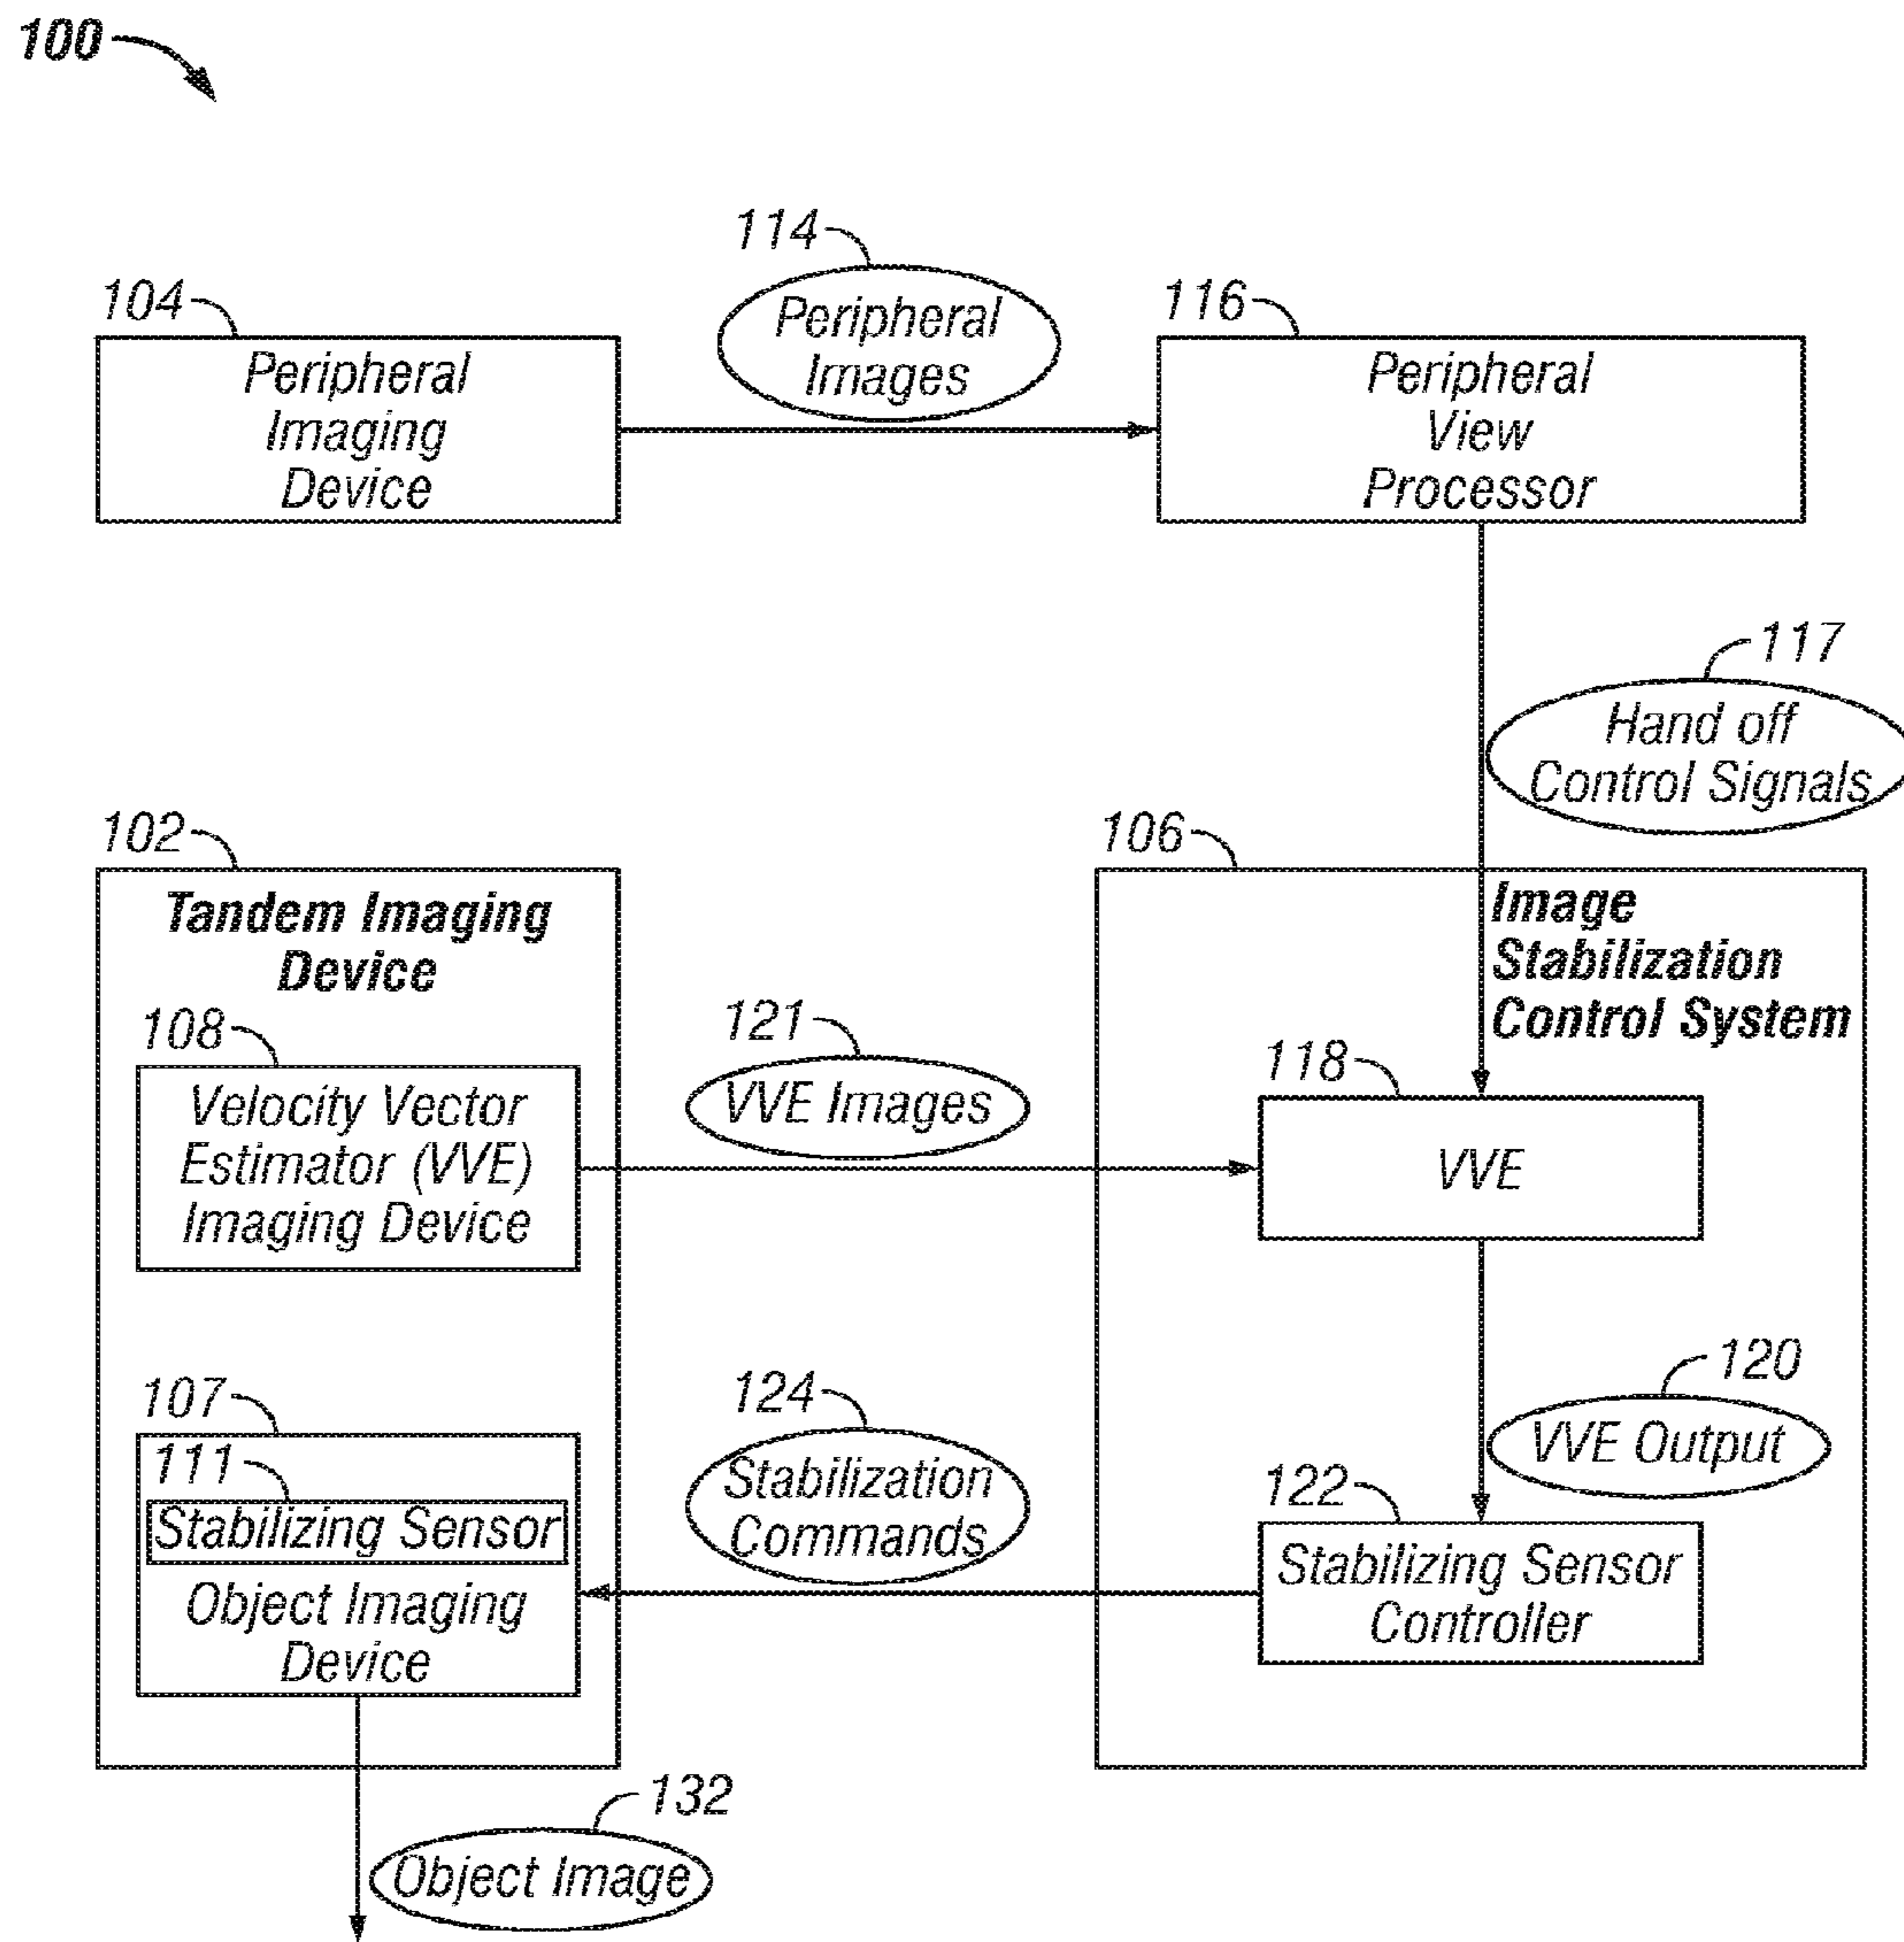 100
114
Peripheral
Images
104
Peripheral
Imaging
Device
116
Peripheral
View
Processor
117
Hand off
Control Signals
102
Tandem Imaging
Device
108
Velocity Vector
Estimator (VVE)
Imaging Device
121
VVE Images
106
Image
Stabilization
Control System
118
VVE
107
111
Stabilizing Sensor
Object Imaging
Device
124
Stabilization
Commands
120
VVE Output
122
Stabilizing Sensor
Controller
132
Object Image